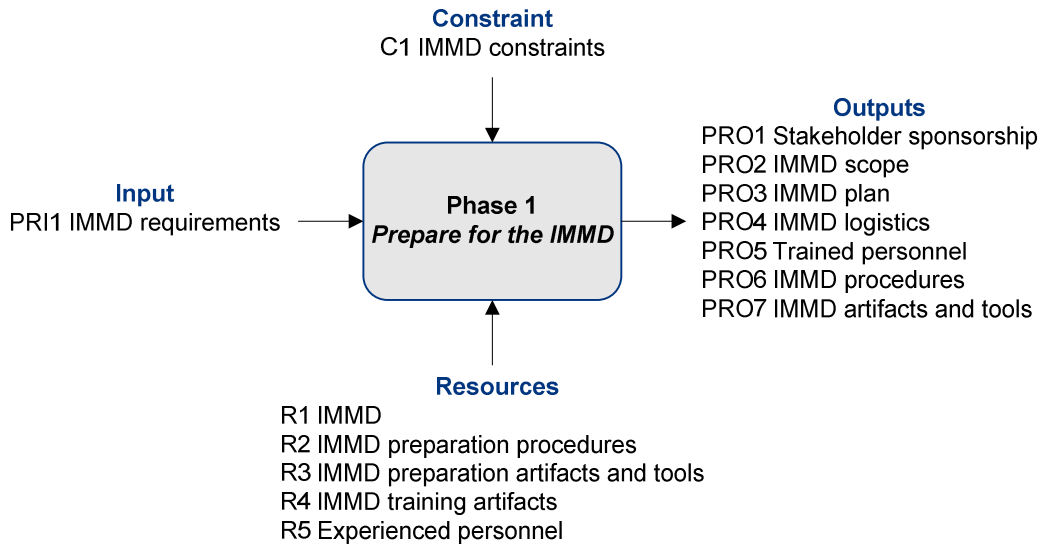 Constraint
C1 IMMD constraints
Input
PRI1 IMMD requirements
Phase 1
Prepare for the IMMD
Outputs
PRO1 Stakeholder sponsorship
PRO2 IMMD scope
PRO3 IMMD plan
PRO4 IMMD logistics
PRO5 Trained personnel
PRO6 IMMD procedures
PRO7 IMMD artifacts and tools
Resources
R1 IMMD
R2 IMMD preparation procedures
R3 IMMD preparation artifacts and tools
R4 IMMD training artifacts
R5 Experienced personnel